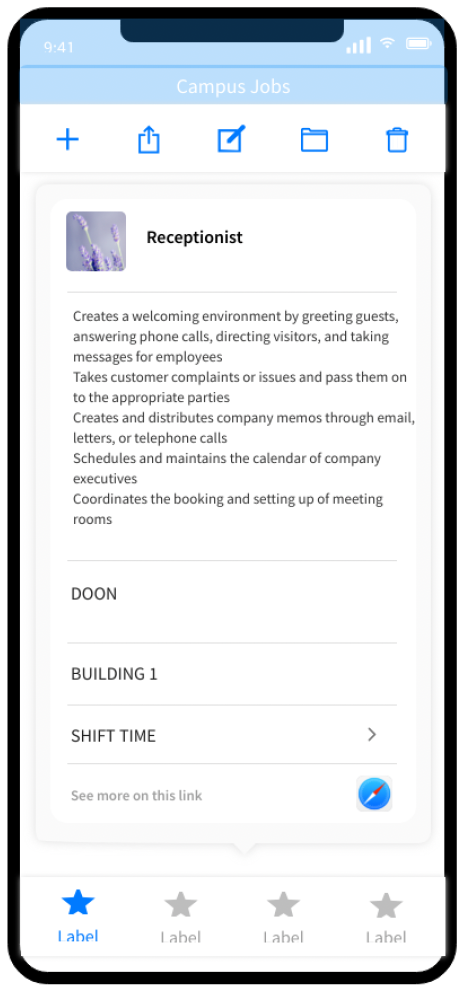 9:41
Campus Jobs
Receptionist
Creates a welcoming environment by greeting guests,
answering phone calls, directing visitors, and taking
messages for employees
Takes customer complaints or issues and pass them on
to the appropriate parties
Creates and distributes company memos through email,
letters, or telephone calls
Schedules and maintains the calendar of company
executives
Coordinates the booking and setting up of meeting
rooms
DOON
BUILDING 1
SHIFT TIME
See more on this link
Label Label Label Label